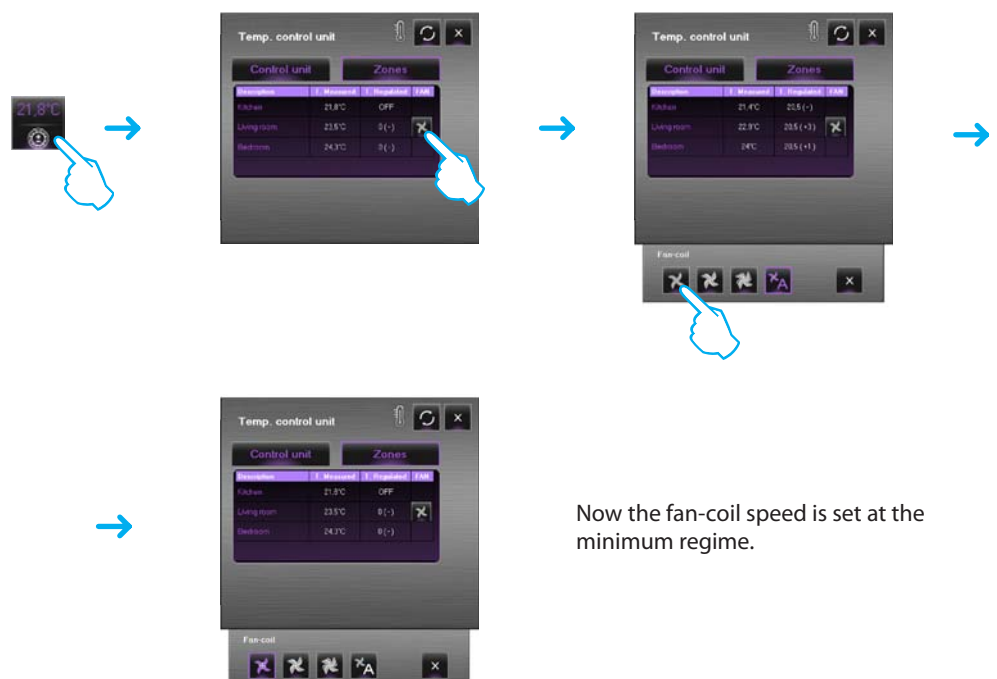 21,8°C
Temp. control unit
Control unit Zones
Description T. Measured T. Regulated FAN
Kitchen 21,8°C OFF
Living room 23,5°C 0 (-)
Bedroom 24,3°C 0 (-)
Temp. control unit
Control unit Zones
Description T. Measured T. Regulated FAN
Kitchen 21,4°C 20,5 (-)
Living room 22,9°C 20,5 (+3)
Bedroom 24°C 20,5 (+1)
Fan-coil
A
Temp. control unit
Control unit Zones
Description T. Measured T. Regulated FAN
Kitchen 21,8°C OFF
Living room 23,5°C 0 (-)
Bedroom 24,3°C 0 (-)
Fan-coil
A
Now the fan-coil speed is set at the
minimum regime.